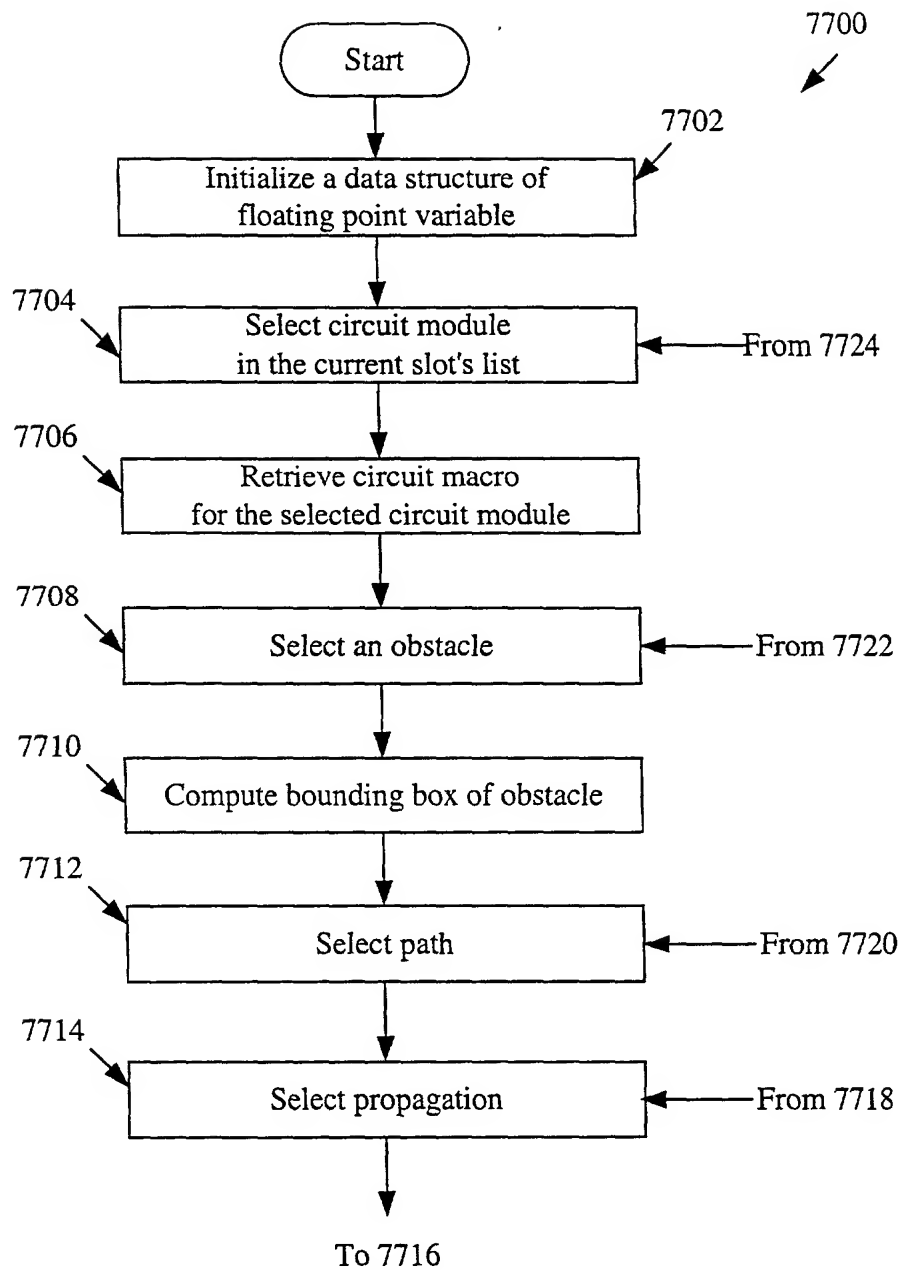 7700
Start
7702
Initialize a data structure of
floating point variable
7704
Select circuit module
in the current slot's list
From 7724
7706
Retrieve circuit macro
for the selected circuit module
7708
Select an obstacle
From 7722
7710
Compute bounding box of obstacle
7712
Select path
From 7720
7714
Select propagation
From 7718
To 7716